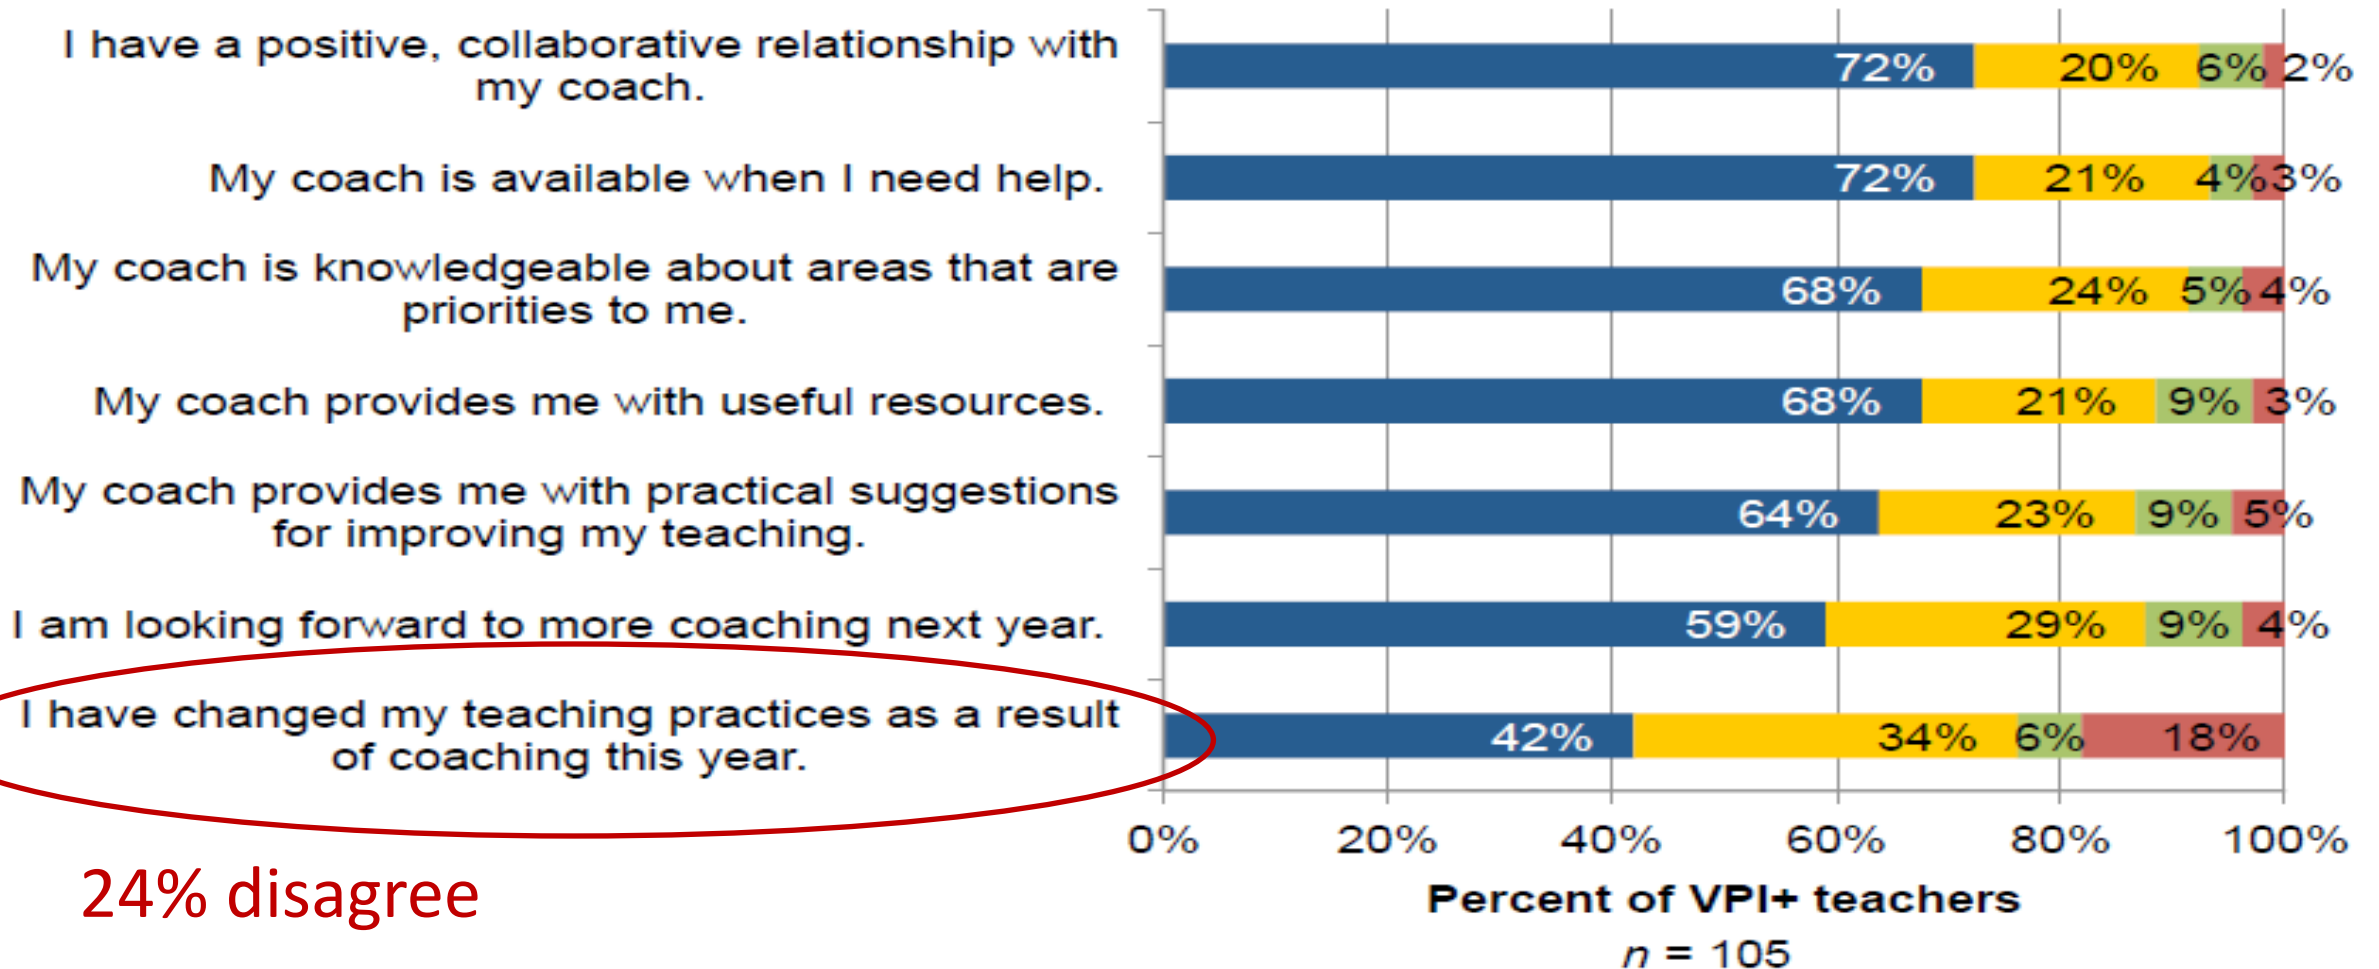 I have a positive, collaborative relationship with
my coach.
72% 20% 6% 2%
My coach is available when I need help.
72% 21% 4% 3%
My coach is knowledgeable about areas that are
priorities to me.
68% 24% 5% 4%
My coach provides me with useful resources.
68% 21% 9% 3%
My coach provides me with practical suggestions
for improving my teaching.
64% 23% 9% 5%
I am looking forward to more coaching next year.
59% 29% 9% 4%
I have changed my teaching practices as a result
of coaching this year.
42% 34% 6% 18%
0% 20% 40% 60% 80% 100%
24% disagree
Percent of VPI+ teachers
n = 105